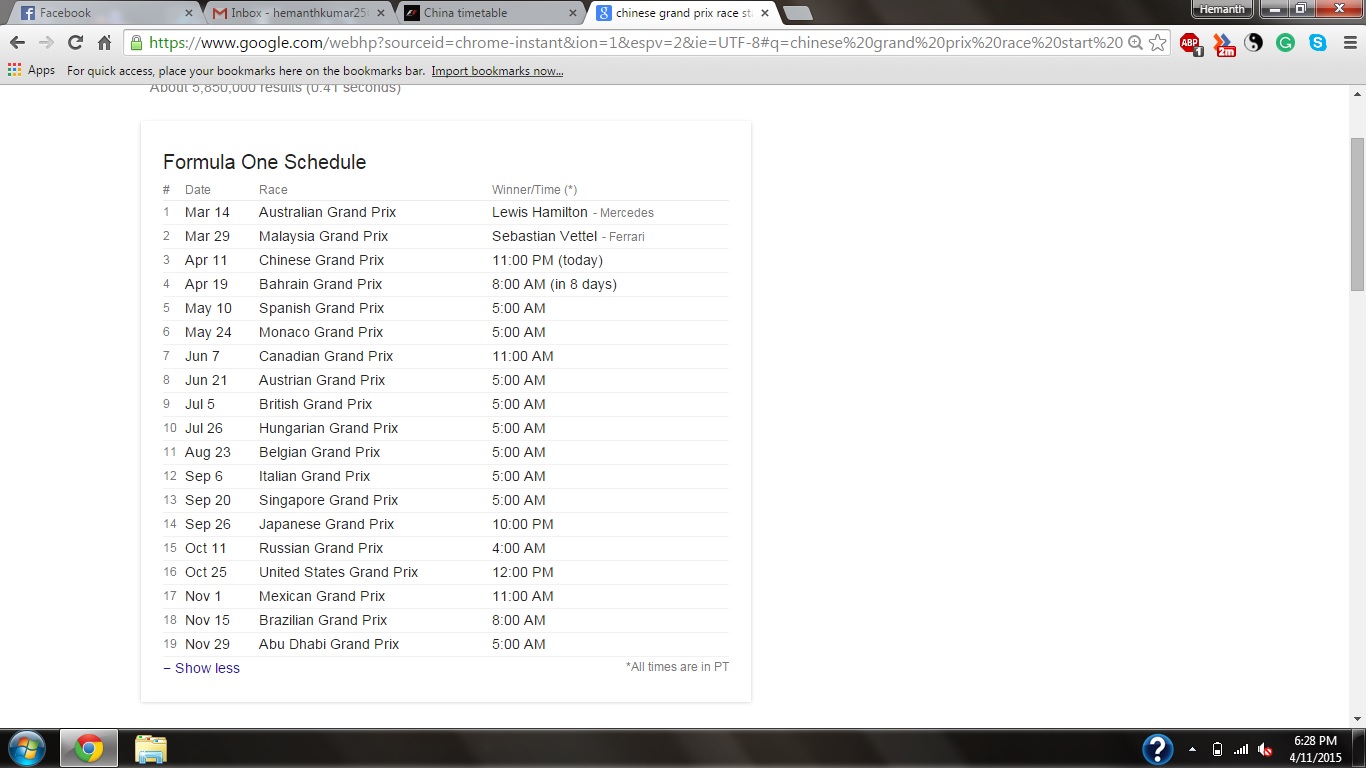 Facebook
Inbox - hemanthkumar25
China timetable
chinese grand prix race sta
Hemanth
https://www.google.com/webhp?sourceid=chrome-instant&ion=1&espv=2&ie=UTF-8#q=chinese%20grand%20prix%20race%20start%20
ABP 1 2m
Apps For quick access, place your bookmarks here on the bookmarks bar. Import bookmarks now...
About 5,850,000 results (0.41 seconds)
Formula One Schedule
# Date Race Winner/Time (*)
1 Mar 14 Australian Grand Prix Lewis Hamilton - Mercedes
2 Mar 29 Malaysia Grand Prix Sebastian Vettel - Ferrari
3 Apr 11 Chinese Grand Prix 11:00 PM (today)
4 Apr 19 Bahrain Grand Prix 8:00 AM (in 8 days)
5 May 10 Spanish Grand Prix 5:00 AM
6 May 24 Monaco Grand Prix 5:00 AM
7 Jun 7 Canadian Grand Prix 11:00 AM
8 Jun 21 Austrian Grand Prix 5:00 AM
9 Jul 5 British Grand Prix 5:00 AM
10 Jul 26 Hungarian Grand Prix 5:00 AM
11 Aug 23 Belgian Grand Prix 5:00 AM
12 Sep 6 Italian Grand Prix 5:00 AM
13 Sep 20 Singapore Grand Prix 5:00 AM
14 Sep 26 Japanese Grand Prix 10:00 PM
15 Oct 11 Russian Grand Prix 4:00 AM
16 Oct 25 United States Grand Prix 12:00 PM
17 Nov 1 Mexican Grand Prix 11:00 AM
18 Nov 15 Brazilian Grand Prix 8:00 AM
19 Nov 29 Abu Dhabi Grand Prix 5:00 AM
− Show less *All times are in PT
6:28 PM
4/11/2015